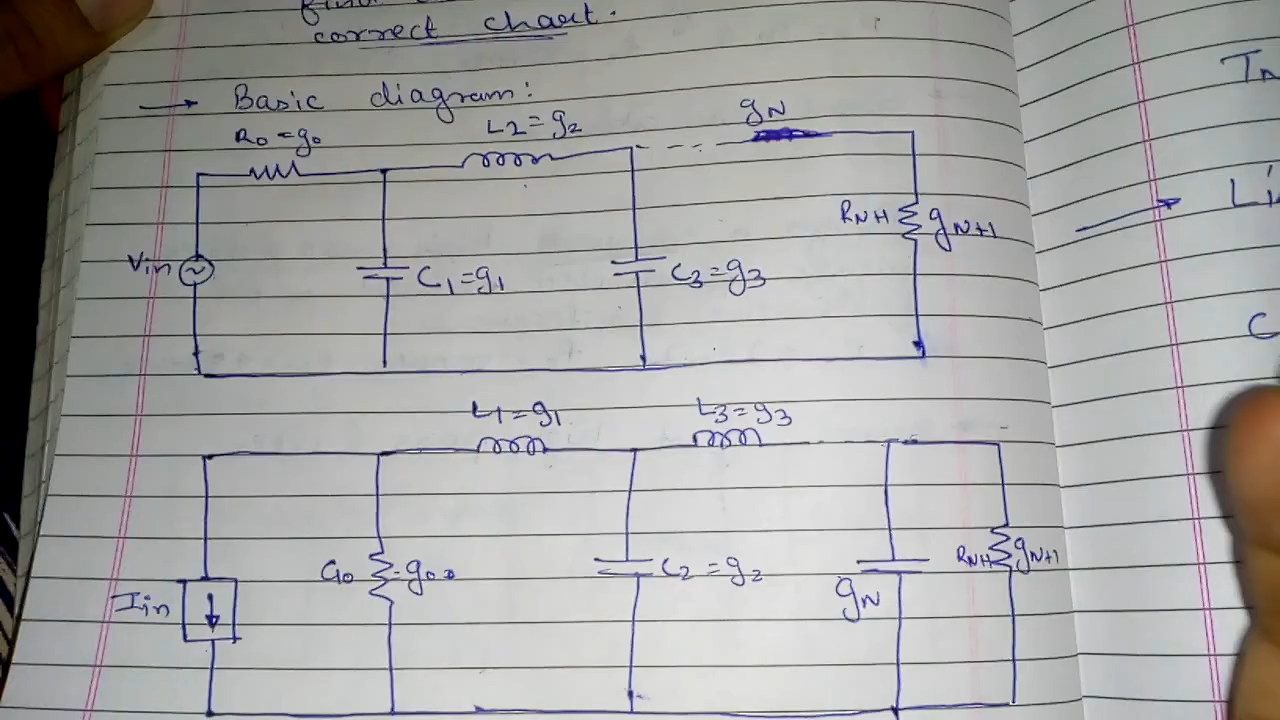 correct chart.
→ Basic diagram:
R0=g0
L2=g2
gN
Vin
C1=g1
C3=g3
RN+1
gN+1
L1=g1
L3=g3
Iin
G0=g0
C2=g2
gN
RN+1
gN+1
C